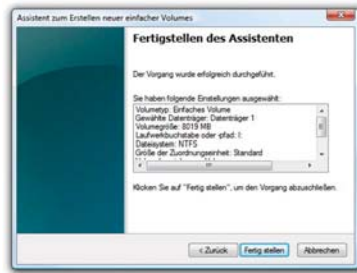 Assistent zum Erstellen neuer einfacher Volumes
Fertigstellen des Assistenten
Der Vorgang wurde erfolgreich durchgeführt.
Sie haben folgende Einstellungen ausgewählt:
Volumetyp: Einfaches Volume
Gewählte Datenträger: Datenträger 1
Volumegröße: 8019 MB
Laufwerkbuchstabe oder -pfad: I:
Dateisystem: NTFS
Größe der Zuordnungseinheit: Standard
Klicken Sie auf "Fertig stellen", um den Vorgang abzuschließen.
< Zurück Fertig stellen Abbrechen